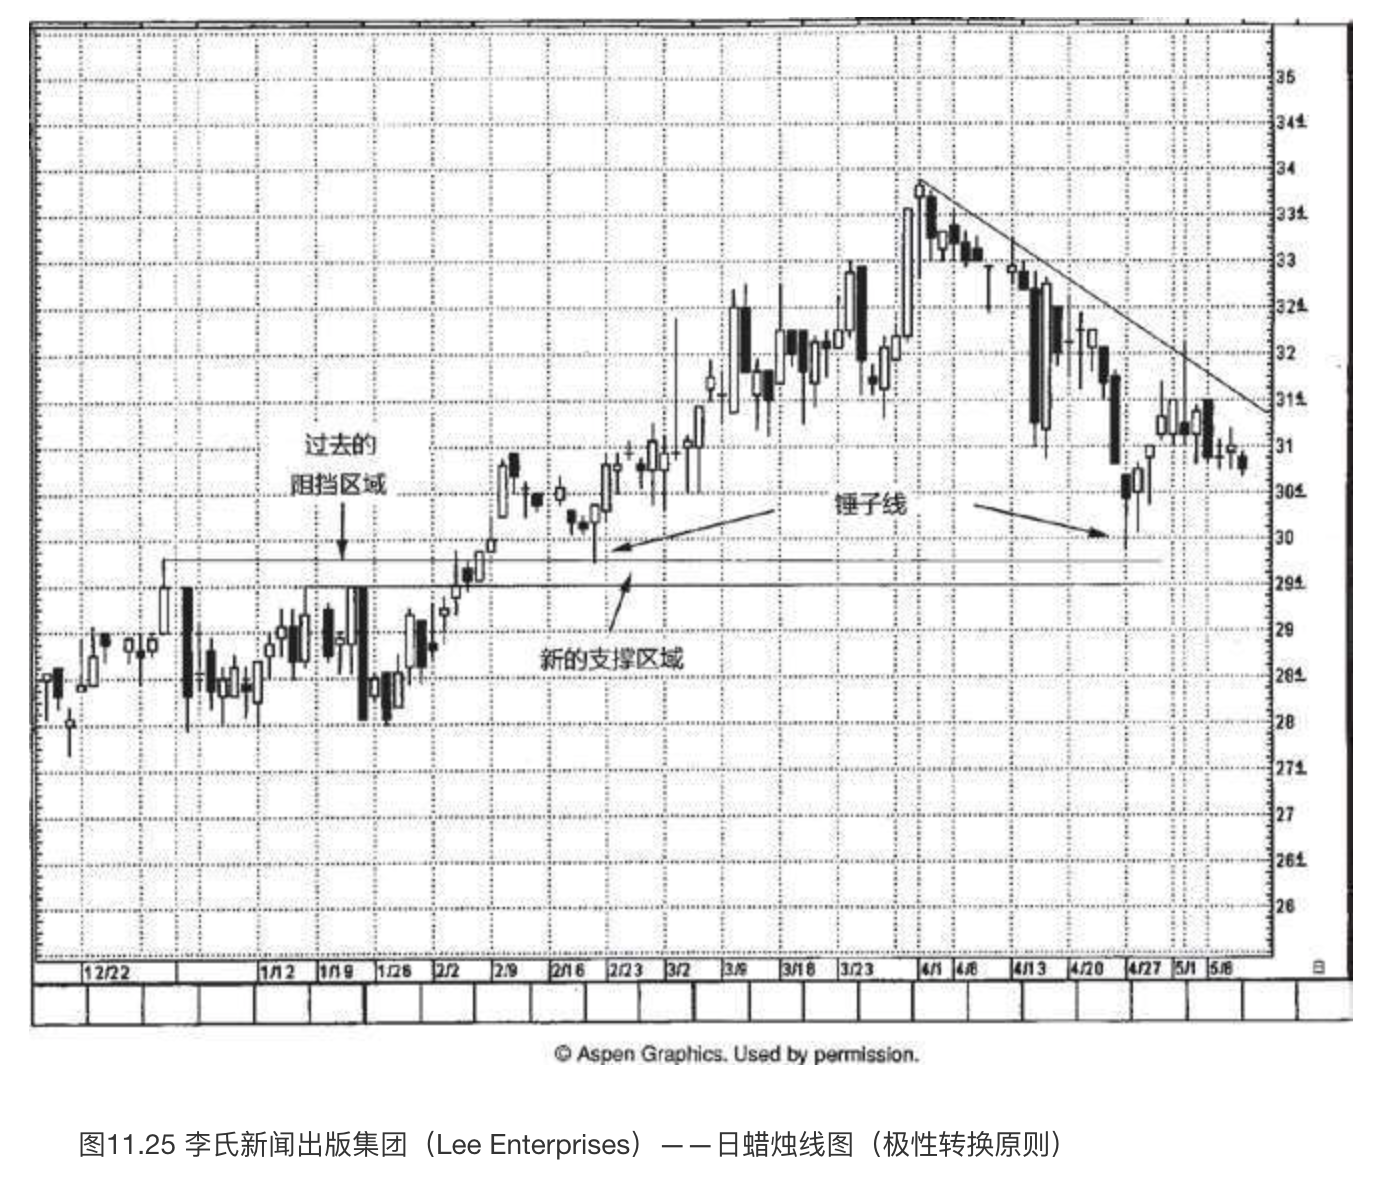 35
34½
34
33½
33
32½
32
31½
31
30½
30
29½
29
28½
28
27½
27
26½
26
过去的
阻挡区域
锤子线
新的支撑区域
12/22 1/12 1/19 1/26 2/2 2/9 2/16 2/23 3/2 3/9 3/16 3/23 4/1 4/6 4/13 4/20 4/27 5/1 5/8 日
© Aspen Graphics. Used by permission.
图11.25 李氏新闻出版集团（Lee Enterprises）——日蜡烛线图（极性转换原则）